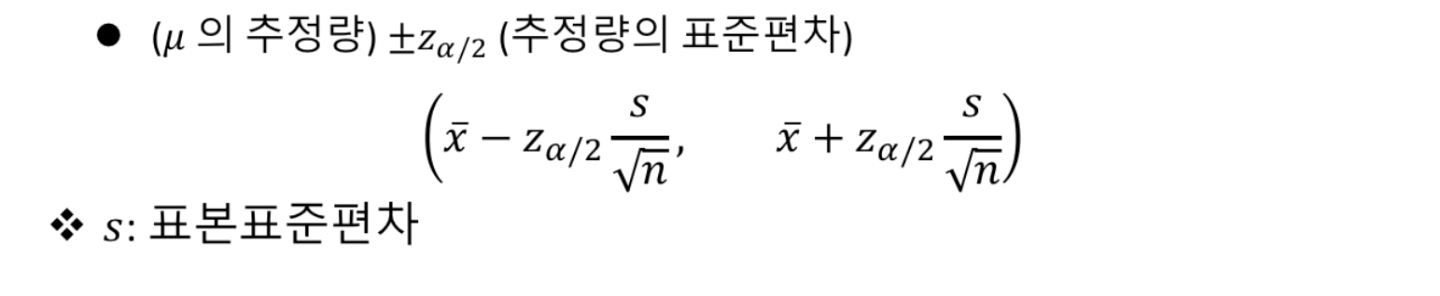 ● (μ 의 추정량) ±z_{α/2} (추정량의 표준편차)
(x̄ − z_{α/2} s/√n, x̄ + z_{α/2} s/√n)
❖ s: 표본표준편차